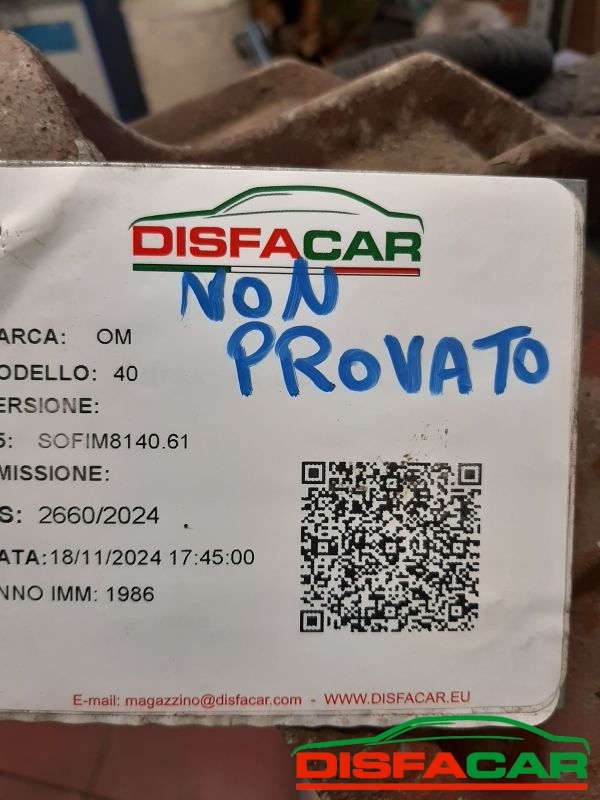 DISFACAR
NON
PROVATO
ARCA: OM
ODELLO: 40
ERSIONE:
5: SOFIM8140.61
MISSIONE:
S: 2660/2024
ATA:18/11/2024 17:45:00
NNO IMM: 1986
E-mail: magazzino@disfacar.com - WWW.DISFACAR.EU
DISFACAR